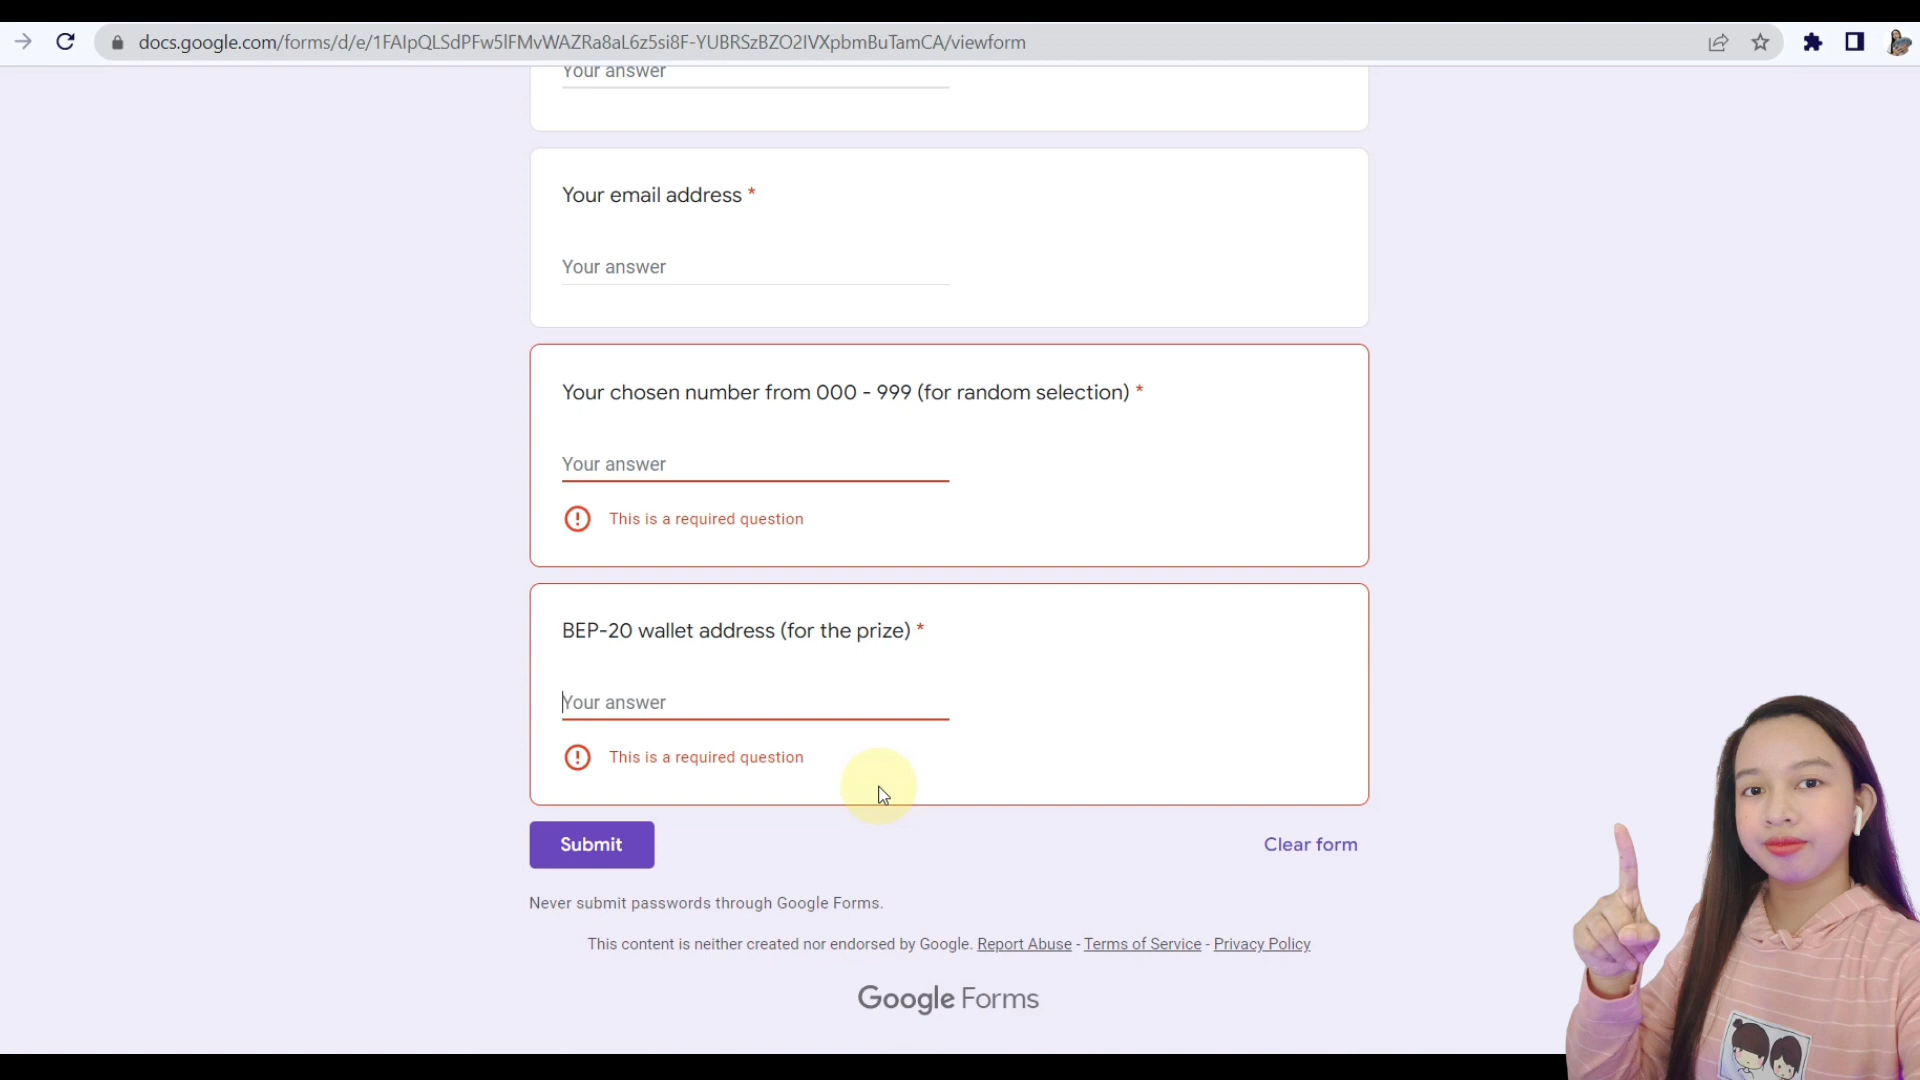 docs.google.com/forms/d/e/1FAIpQLSdPFw5lFMvWAZRa8aL6z5si8F-YUBRSzBZO2IVXpbmBuTamCA/viewform
Your answer
Your email address *
Your answer
Your chosen number from 000 - 999 (for random selection) *
Your answer
This is a required question
BEP-20 wallet address (for the prize) *
Your answer
This is a required question
Submit
Clear form
Never submit passwords through Google Forms.
This content is neither created nor endorsed by Google. Report Abuse - Terms of Service - Privacy Policy
Google Forms